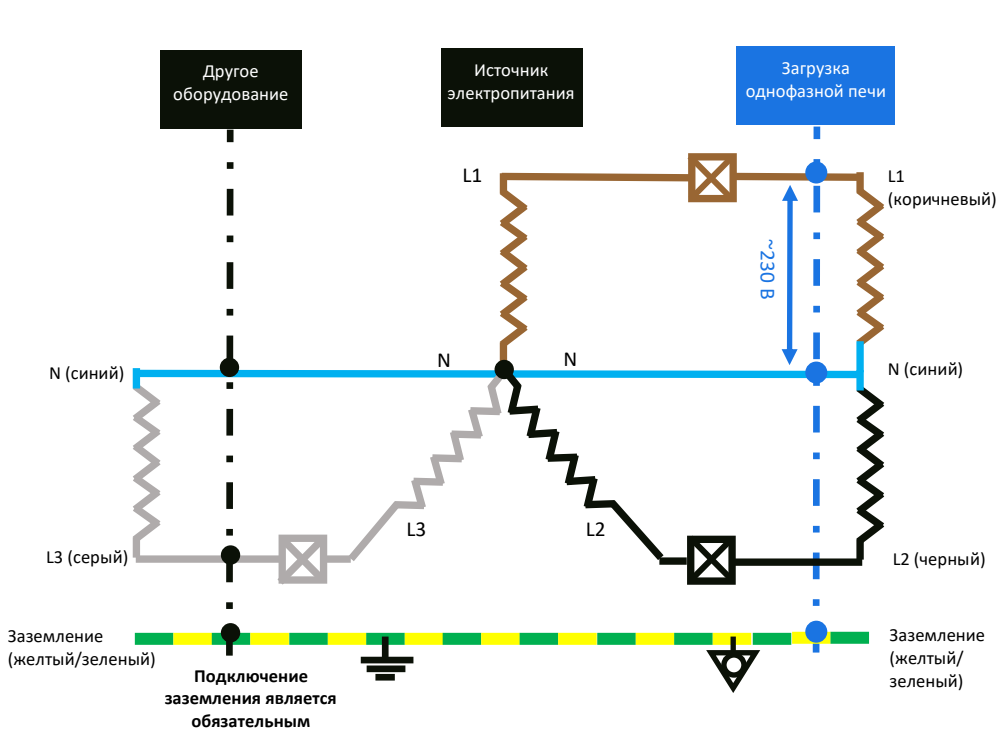 Другое
оборудование
Источник
электропитания
Загрузка
однофазной печи
L1
L1
(коричневый)
~230 В
N (синий)
N
N
N (синий)
L3 (серый)
L3
L2
L2 (черный)
Заземление
(желтый/зеленый)
Заземление
(желтый/
зеленый)
Подключение
заземления является
обязательным